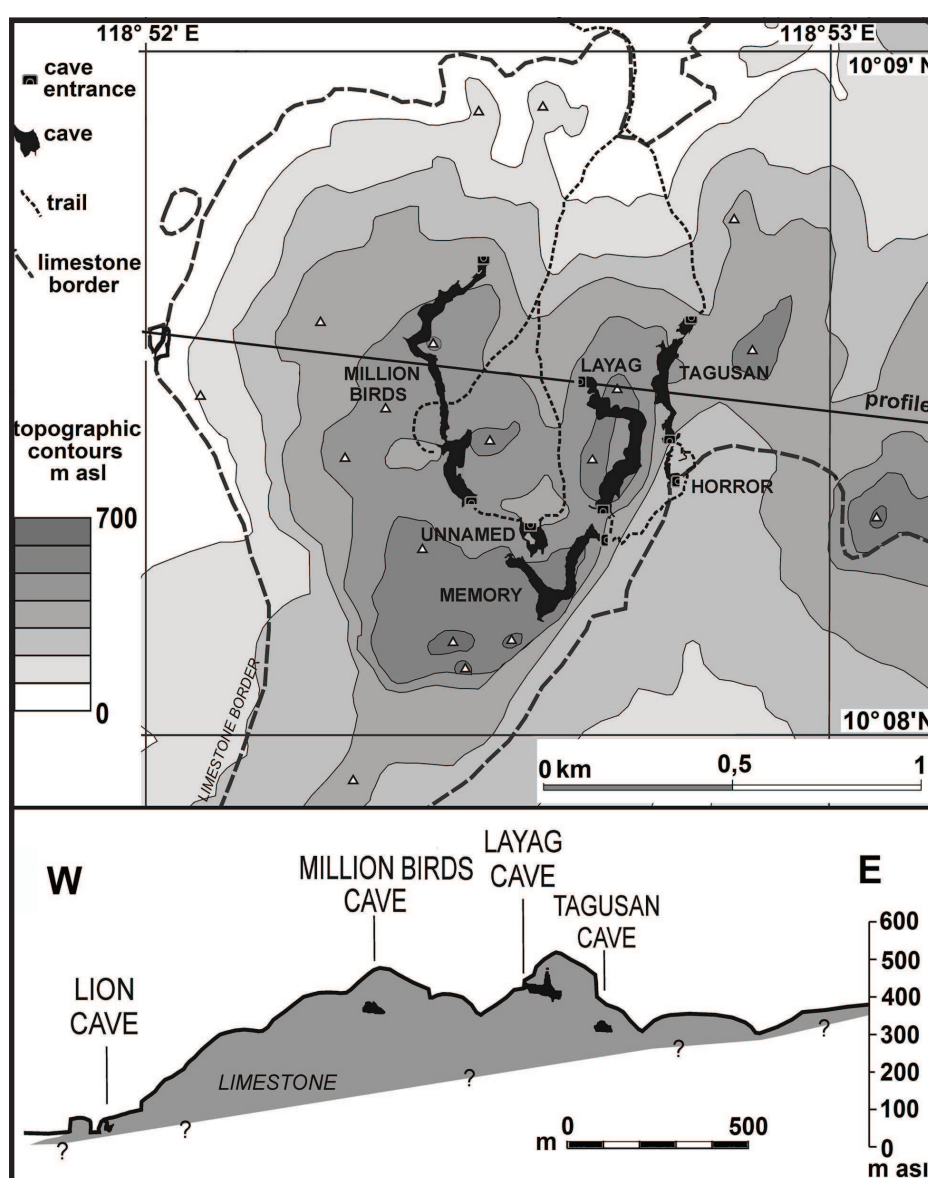 118°52' E
118°53' E
10°09' N
cave
entrance
cave
trail
limestone
border
MILLION
BIRDS
LAYAG
TAGUSAN
profile
topographic
contours
m asl
700
HORROR
UNNAMED
MEMORY
0
LIMESTONE BORDER
10°08' N
0 km
0,5
1
W
MILLION BIRDS
CAVE
LAYAG
CAVE
E
TAGUSAN
CAVE
LION
CAVE
600
500
400
300
200
100
0
m asl
LIMESTONE
?
?
?
?
?
m
0
500